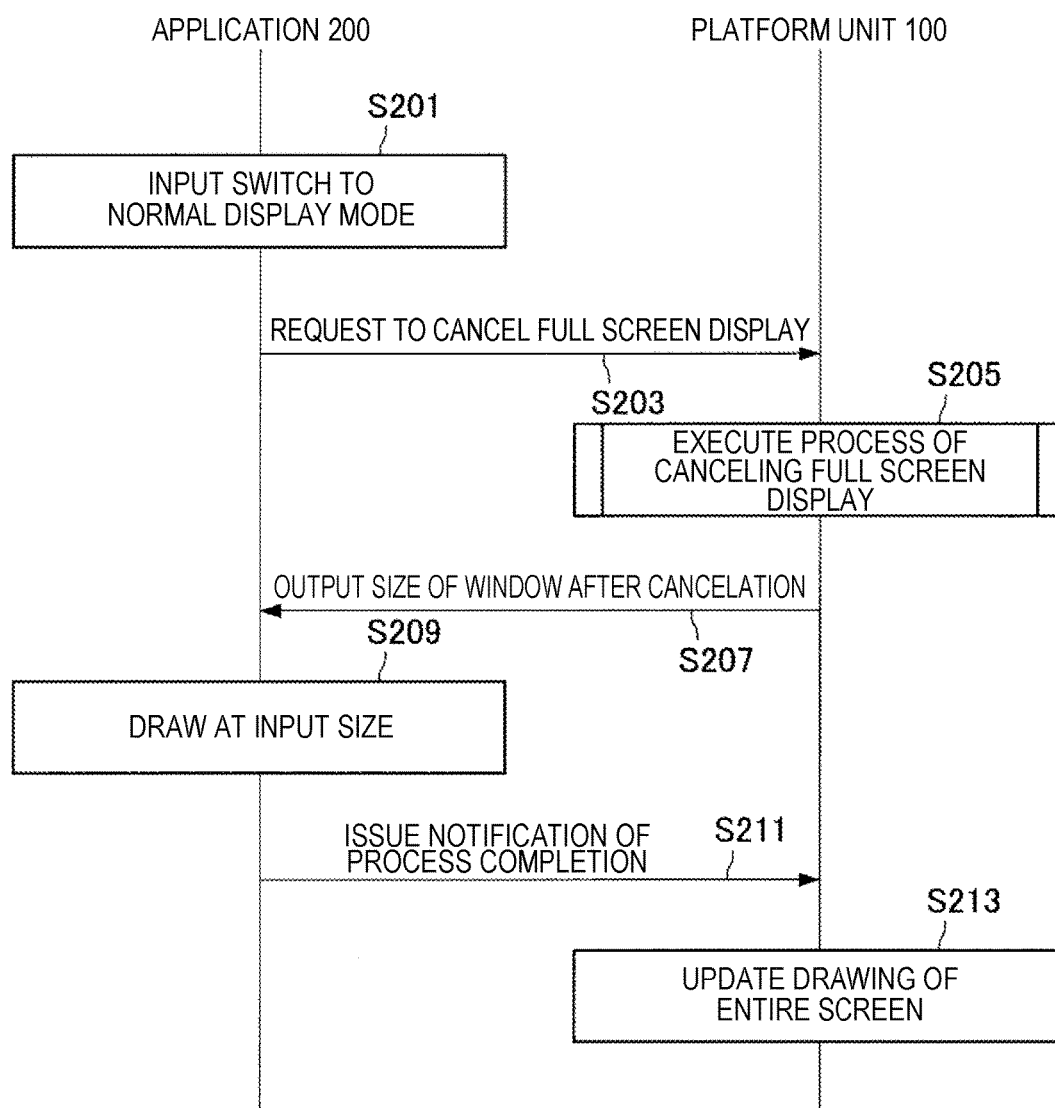 APPLICATION 200
PLATFORM UNIT 100
S201
INPUT SWITCH TO
NORMAL DISPLAY MODE
REQUEST TO CANCEL FULL SCREEN DISPLAY
S203
S205
EXECUTE PROCESS OF
CANCELING FULL SCREEN
DISPLAY
OUTPUT SIZE OF WINDOW AFTER CANCELATION
S207
S209
DRAW AT INPUT SIZE
ISSUE NOTIFICATION OF
PROCESS COMPLETION
S211
S213
UPDATE DRAWING OF
ENTIRE SCREEN